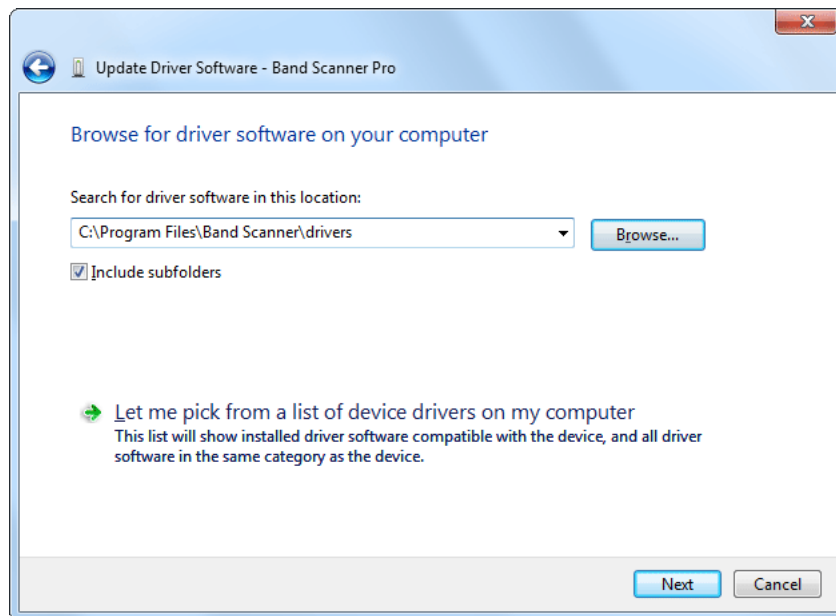 Update Driver Software - Band Scanner Pro
Browse for driver software on your computer
Search for driver software in this location:
C:\Program Files\Band Scanner\drivers
Browse...
Include subfolders
Let me pick from a list of device drivers on my computer
This list will show installed driver software compatible with the device, and all driver
software in the same category as the device.
Next Cancel